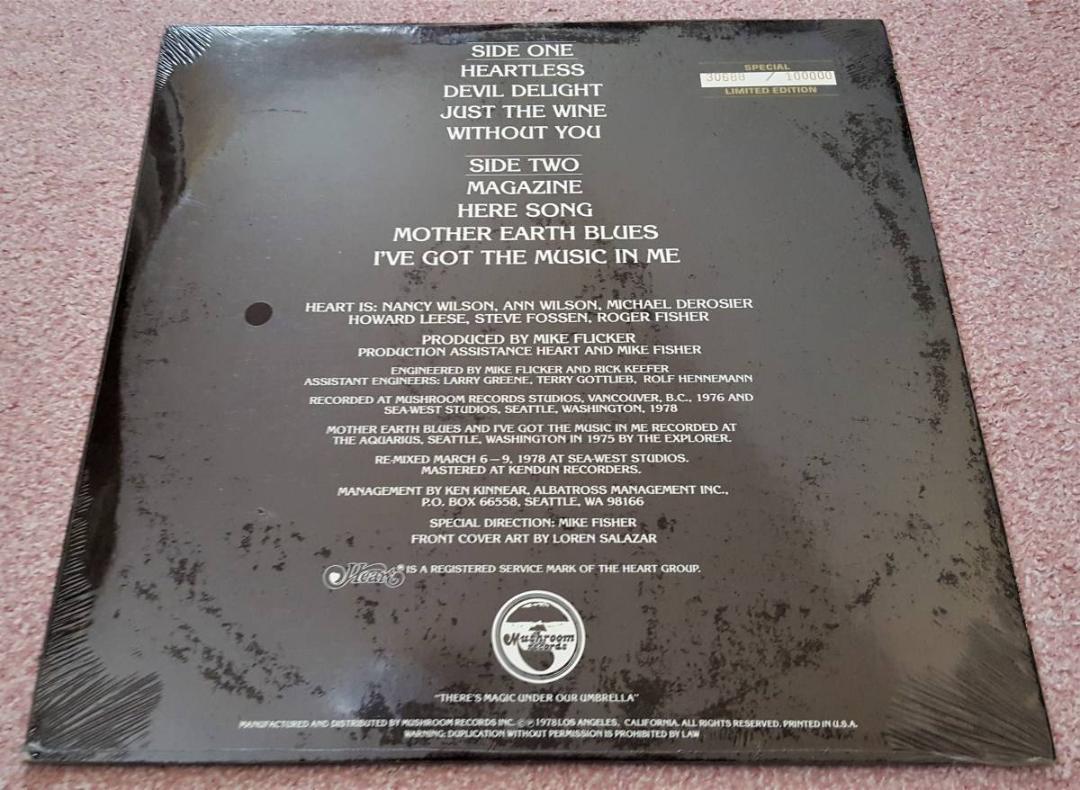 SIDE ONE
HEARTLESS
DEVIL DELIGHT
JUST THE WINE
WITHOUT YOU
SPECIAL
/ 100000
LIMITED EDITION
SIDE TWO
MAGAZINE
HERE SONG
MOTHER EARTH BLUES
I'VE GOT THE MUSIC IN ME
HEART IS: NANCY WILSON, ANN WILSON, MICHAEL DEROSIER
HOWARD LEESE, STEVE FOSSEN, ROGER FISHER
PRODUCED BY MIKE FLICKER
PRODUCTION ASSISTANCE HEART AND MIKE FISHER
ENGINEERED BY MIKE FLICKER AND RICK KEEFER
ASSISTANT ENGINEERS: LARRY GREENE, TERRY GOTTLIEB, ROLF HENNEMANN
RECORDED AT MUSHROOM RECORDS STUDIOS, VANCOUVER, B.C., 1976 AND
SEA-WEST STUDIOS, SEATTLE, WASHINGTON, 1978
MOTHER EARTH BLUES AND I'VE GOT THE MUSIC IN ME RECORDED AT
THE AQUARIUS, SEATTLE, WASHINGTON IN 1975 BY THE EXPLORER.
RE-MIXED MARCH 6–9, 1978 AT SEA-WEST STUDIOS.
MASTERED AT KENDUN RECORDERS.
MANAGEMENT BY KEN KINNEAR, ALBATROSS MANAGEMENT INC.,
P.O. BOX 66558, SEATTLE, WA 98166
SPECIAL DIRECTION: MIKE FISHER
FRONT COVER ART BY LOREN SALAZAR
Heart ® IS A REGISTERED SERVICE MARK OF THE HEART GROUP.
Mushroom
records
"THERE'S MAGIC UNDER OUR UMBRELLA"
MANUFACTURED AND DISTRIBUTED BY MUSHROOM RECORDS INC. © ℗ 1978 LOS ANGELES, CALIFORNIA. ALL RIGHTS RESERVED. PRINTED IN U.S.A.
WARNING: DUPLICATION WITHOUT PERMISSION IS PROHIBITED BY LAW